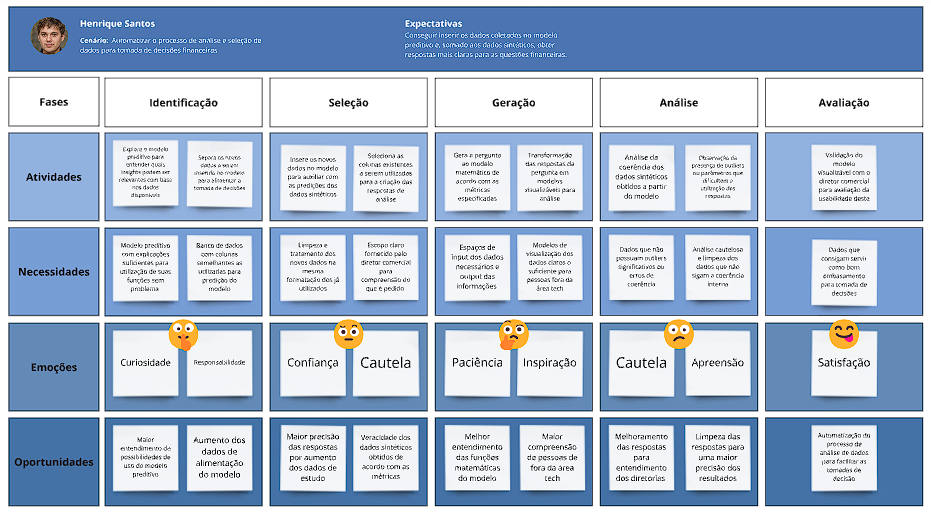 Henrique Santos
Cenário: Automatizar o processo de análise e seleção de
dados para tomada de decisões financeiras
Expectativas
Conseguir inserir os dados coletados no modelo
preditivo e, somado aos dados sintéticos, obter
respostas mais claras para as questões financeiras.
Fases
Identificação
Seleção
Geração
Análise
Avaliação
Atividades
Explora o modelo
preditivo para
entender quais
insights podem ser
relevantes com base
nos dados
disponíveis
Separa os novos
dados a serem
inseridos no modelo
para alimentar a
tomada de decisões
Insere os novos
dados no modelo
para auxiliar com
as predições dos
dados sintéticos
Seleciona as
colunas existentes
a serem utilizados
para a criação das
respostas de
análise
Gera a pergunta
ao modelo
matemático de
acordo com as
métricas
especificadas
Transformação
das respostas da
pergunta em
modelos
visualizáveis para
análise
Análise da
coerência dos
dados sintéticos
obtidos a partir
do modelo
Observação da
presença de outliers
ou parâmetros que
dificultem a
utilização das
respostas.
Validação do
modelo
visualizável com o
diretor comercial
para avaliação da
usabilidade deste
Necessidades
Modelo preditivo
com explicações
suficientes para
utilização de suas
funções sem
problema
Banco de dados
com colunas
semelhantes as
utilizadas para
predição do
modelo
Limpeza e
tratamento dos
novos dados na
mesma
formatação dos já
utilizados
Escopo claro
fornecido pelo
diretor comercial
para
compreensão do
que é pedido
Espaços de
input dos dados
necessários e
output das
informações
Modelos de
visualização dos
dados claros o
suficiente para
pessoas fora da
área tech
Dados que não
possuam outliers
significativos ou
erros de
coerência
Análise cautelosa
e limpeza dos
dados que não
sigam a coerência
interna
Dados que
consigam servir
como bom
embasamento
para tomada de
decisões
Emoções
Curiosidade
Responsabilidade
Confiança
Cautela
Paciência
Inspiração
Cautela
Apreensão
Satisfação
Oportunidades
Maior
entendimento de
possibilidades de
uso do modelo
preditivo
Aumento dos
dados de
alimentação
do modelo
Maior precisão
das respostas
por aumento
dos dados de
estudo
Veracidade dos
dados sintéticos
obtidos de
acordo com as
métricas
Melhor
entendimento
das funções
matemáticas
do modelo
Maior
compreensão
de pessoas de
fora da área
tech
Melhoramento
das respostas
para
entendimento
dos diretorias
Limpeza das
respostas para
uma maior
precisão dos
resultados
Automatização do
processo de
análise de dados
para facilitar as
tomadas de
decisão